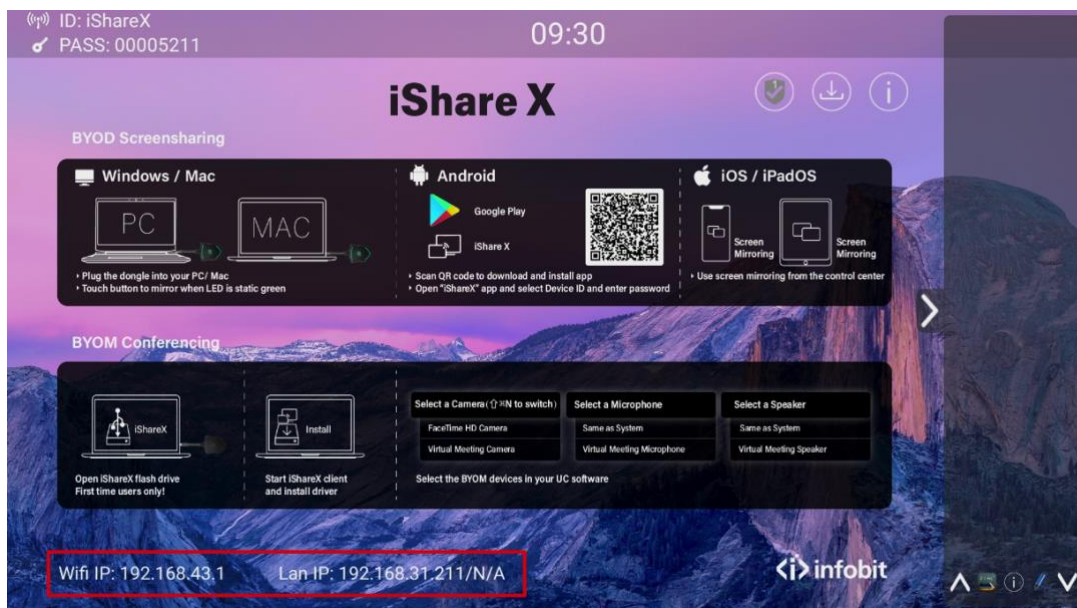 ID: iShareX
PASS: 00005211
09:30
iShare X
BYOD Screensharing
Windows / Mac
PC
MAC
‣ Plug the dongle into your PC/ Mac
‣ Touch button to mirror when LED is static green
Android
Google Play
iShare X
‣ Scan QR code to download and install app
‣ Open "iShareX" app and select Device ID and enter password
iOS / iPadOS
Screen
Mirroring
Screen
Mirroring
‣ Use screen mirroring from the control center
BYOM Conferencing
iShareX
Open iShareX flash drive
First time users only!
Install
Start iShareX client
and install driver
Select a Camera(⇧⌘N to switch)
FaceTime HD Camera
Virtual Meeting Camera
Select a Microphone
Same as System
Virtual Meeting Microphone
Select a Speaker
Same as System
Virtual Meeting Speaker
Select the BYOM devices in your UC software
Wifi IP: 192.168.43.1
Lan IP: 192.168.31.211/N/A
<i> infobit